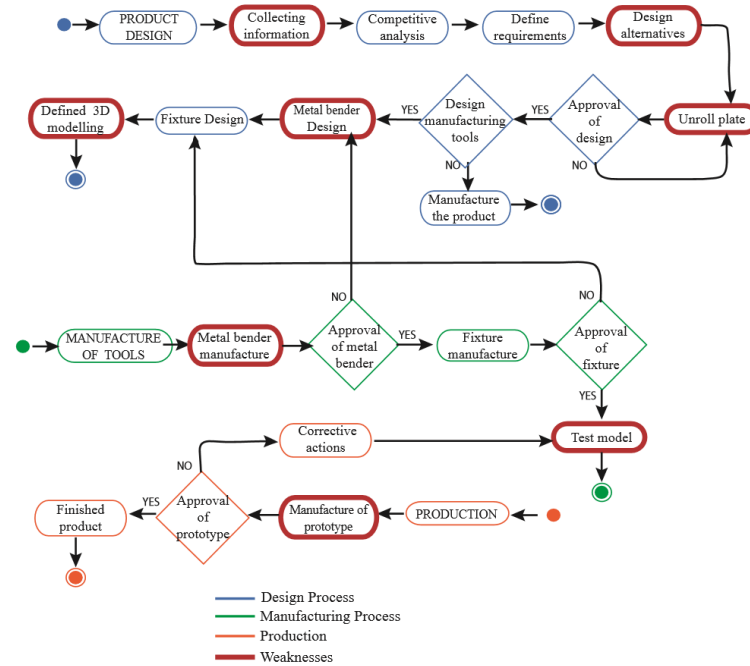 PRODUCT
DESIGN
Collecting
information
Competitive
analysis
Define
requirements
Design
alternatives
Defined 3D
modelling
Fixture Design
Metal bender
Design
YES
Design
manufacturing
tools
YES
Approval
of
design
Unroll plate
NO
NO
Manufacture
the product
NO
NO
MANUFACTURE
OF TOOLS
Metal bender
manufacture
Approval
of metal
bender
YES
Fixture
manufacture
Approval
of
fixture
YES
Corrective
actions
Test model
NO
Finished
product
YES
Approval
of
prototype
Manufacture of
prototype
PRODUCTION
Design Process
Manufacturing Process
Production
Weaknesses